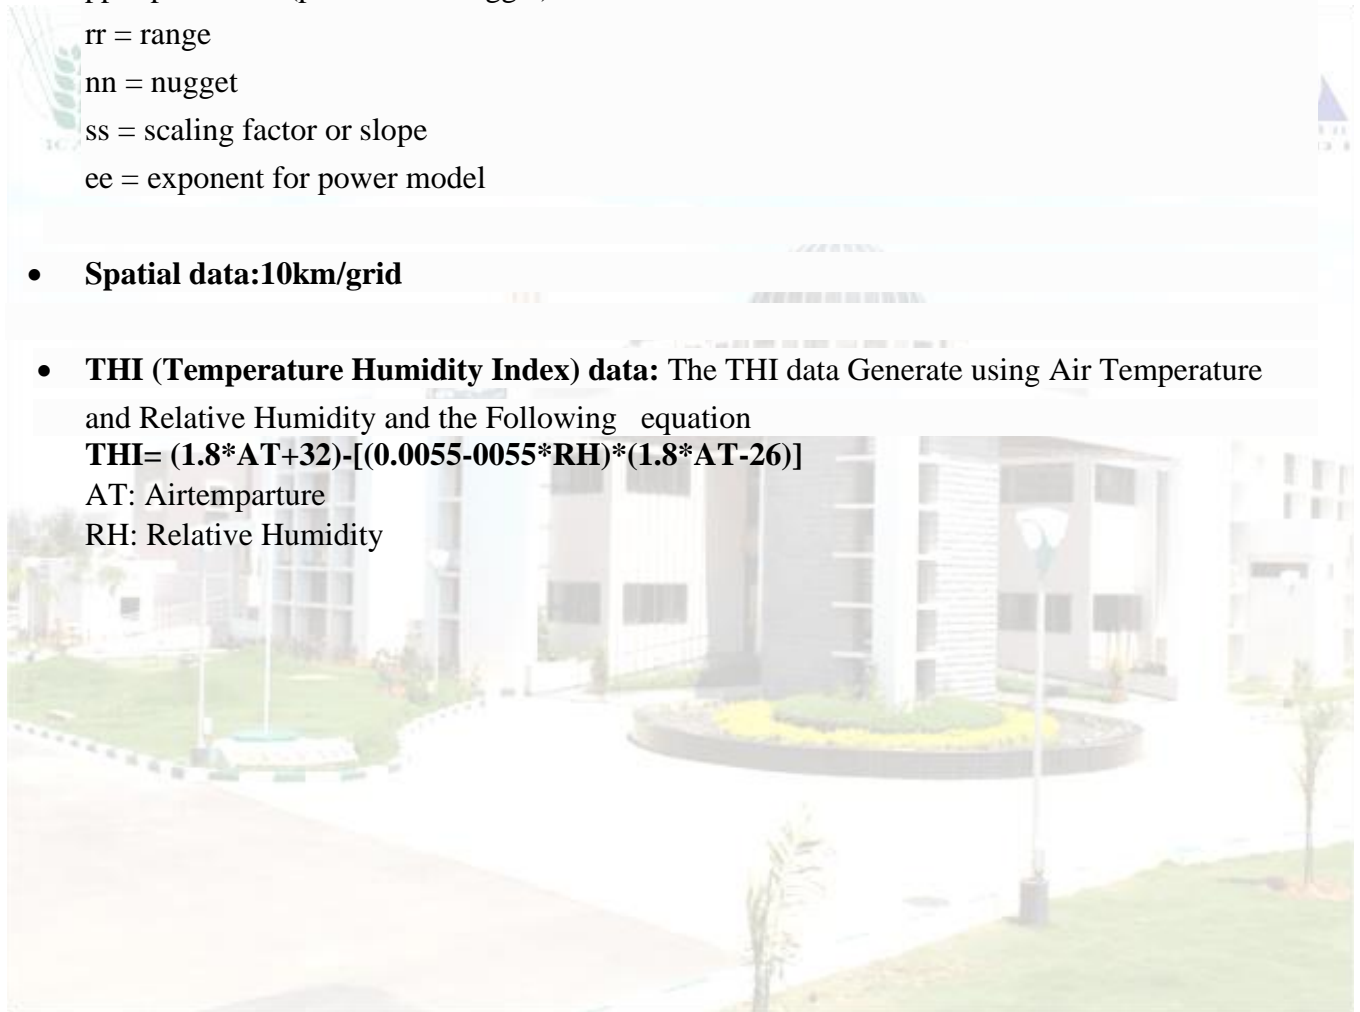 rr = range
nn = nugget
ss = scaling factor or slope
ee = exponent for power model
• Spatial data:10km/grid
• THI (Temperature Humidity Index) data: The THI data Generate using Air Temperature
and Relative Humidity and the Following equation
THI= (1.8*AT+32)-[(0.0055-0055*RH)*(1.8*AT-26)]
AT: Airtemparture
RH: Relative Humidity